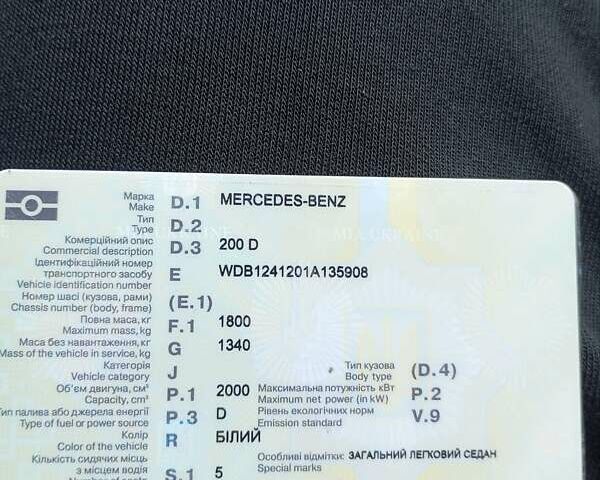 Марка
Make D.1 MERCEDES-BENZ
Тип
Type D.2
Комерційний опис
Commercial description D.3 200 D
Ідентифікаційний номер
транспортного засобу E WDB1241201A135908
Vehicle identification number
Номер шасі (кузова, рами) (E.1)
Chassis number (body, frame)
Повна маса, кг F.1 1800
Maximum mass, kg
Маса без навантаження, кг G 1340
Mass of the vehicle in service, kg
Категорія J Тип кузова (D.4)
Vehicle category Body type
Об'єм двигуна, см³ P.1 2000 Максимальна потужність кВт P.2
Capacity, cm³ Maximum net power (in kW)
Тип палива або джерела енергії P.3 D Рівень екологічних норм V.9
Type of fuel or power source Emission standard
Колір R БІЛИЙ
Color of the vehicle Особливі відмітки: ЗАГАЛЬНИЙ ЛЕГКОВИЙ СЕДАН
Кількість сидячих місць Special marks
з місцем водія S.1 5
Number of seats